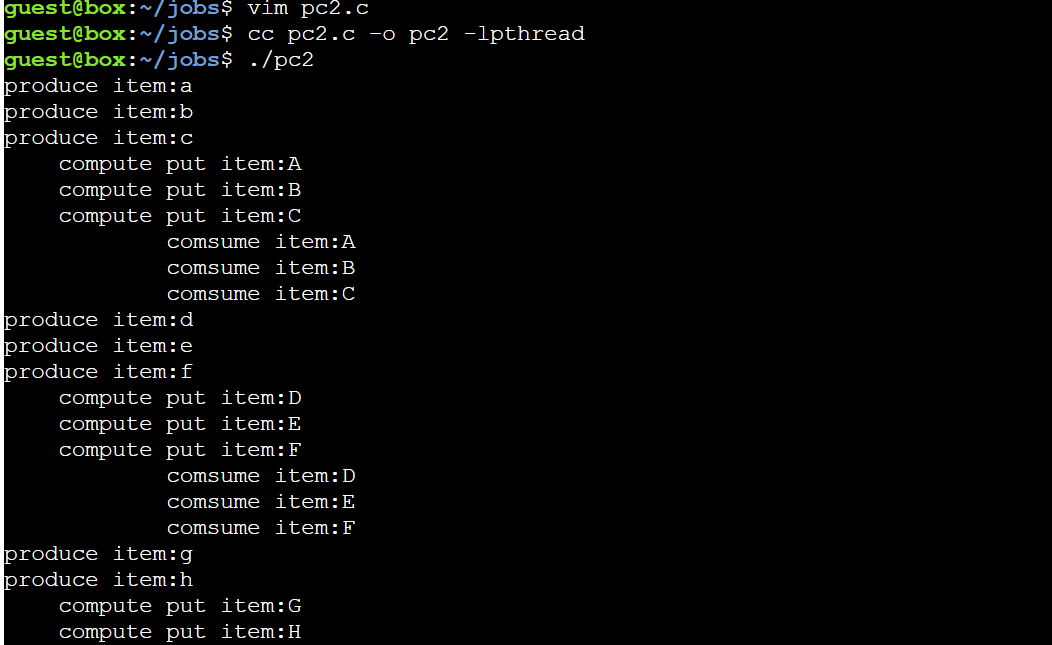 guest@box:~/jobs$ vim pc2.c
guest@box:~/jobs$ cc pc2.c -o pc2 -lpthread
guest@box:~/jobs$ ./pc2
produce item:a
produce item:b
produce item:c
    compute put item:A
    compute put item:B
    compute put item:C
            comsume item:A
            comsume item:B
            comsume item:C
produce item:d
produce item:e
produce item:f
    compute put item:D
    compute put item:E
    compute put item:F
            comsume item:D
            comsume item:E
            comsume item:F
produce item:g
produce item:h
    compute put item:G
    compute put item:H